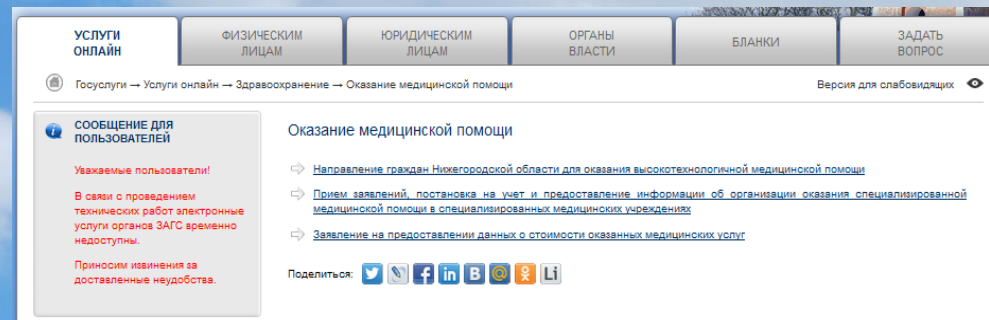 УСЛУГИ ОНЛАЙН
ФИЗИЧЕСКИМ ЛИЦАМ
ЮРИДИЧЕСКИМ ЛИЦАМ
ОРГАНЫ ВЛАСТИ
БЛАНКИ
ЗАДАТЬ ВОПРОС
Госуслуги → Услуги онлайн → Здравоохранение → Оказание медицинской помощи
Версия для слабовидящих
СООБЩЕНИЕ ДЛЯ
ПОЛЬЗОВАТЕЛЕЙ
Уважаемые пользователи!
В связи с проведением
технических работ электронные
услуги органов ЗАГС временно
недоступны.
Приносим извинения за
доставленные неудобства.
Оказание медицинской помощи
Направление граждан Нижегородской области для оказания высокотехнологичной медицинской помощи
Прием заявлений, постановка на учет и предоставление информации об организации оказания специализированной
медицинской помощи в специализированных медицинских учреждениях
Заявление на предоставлении данных о стоимости оказанных медицинских услуг
Поделиться: